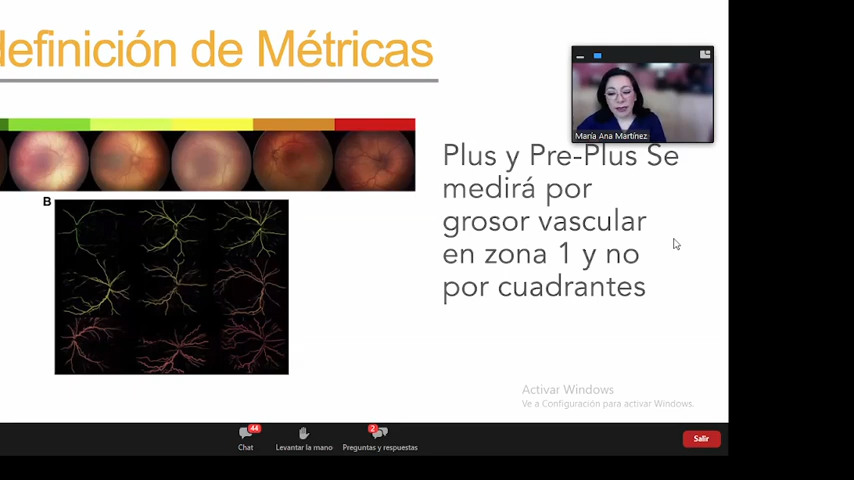 definición de Métricas
María Ana Martínez
Plus y Pre-Plus Se
medirá por
grosor vascular
en zona 1 y no
por cuadrantes
B
Activar Windows
Ve a Configuración para activar Windows.
44
2
Chat
Levantar la mano
Preguntas y respuestas
Salir